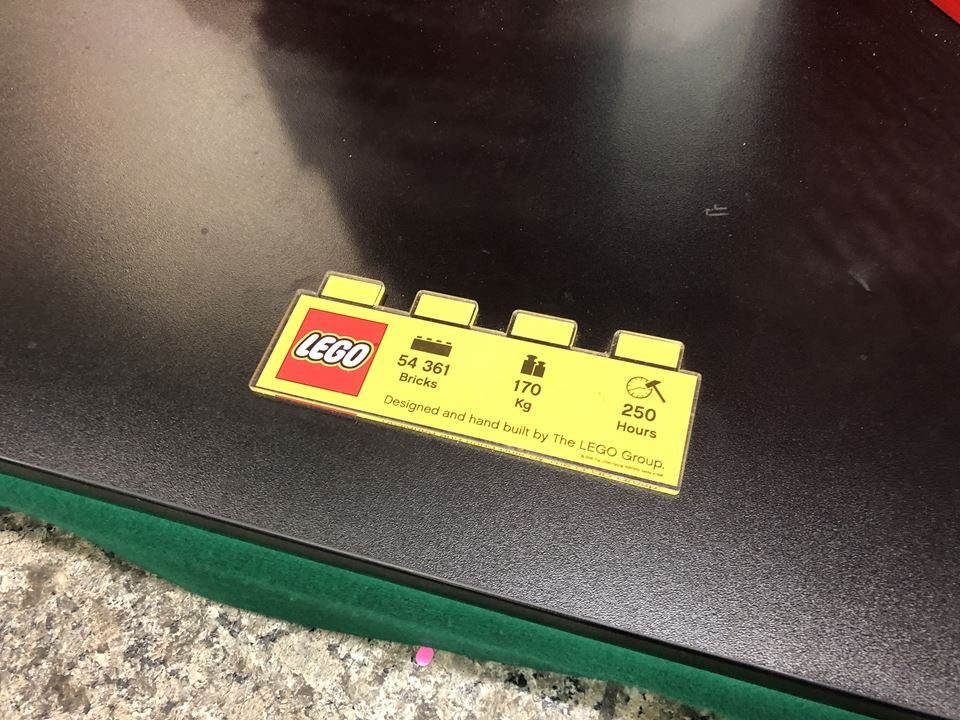 LEGO
54 361
Bricks
170
Kg
250
Hours
Designed and hand built by The LEGO Group.